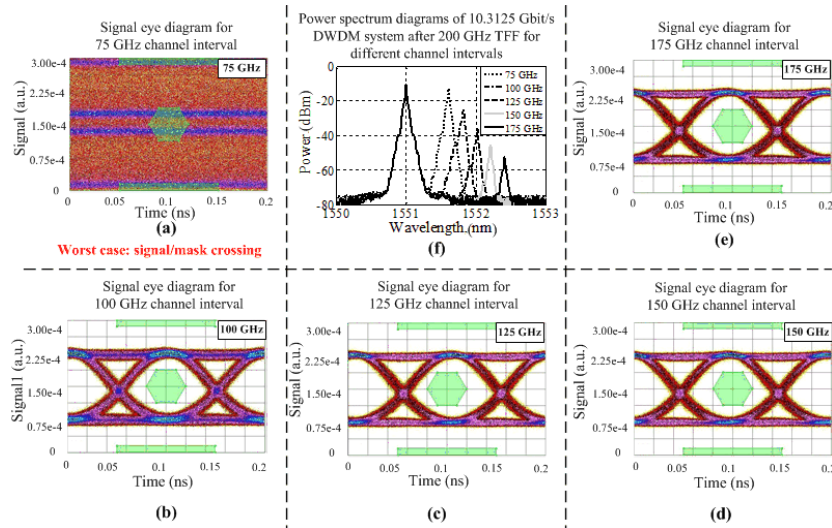 Signal eye diagram for
75 GHz channel interval
75 GHz
3.00e-4
2.25e-4
1.50e-4
0.75e-4
0
Signal (a.u.)
0 0.05 0.1 0.15 0.2
Time (ns)
(a)
Worst case: signal/mask crossing
Power spectrum diagrams of 10.3125 Gbit/s
DWDM system after 200 GHz TFF for
different channel intervals
0
-20
-40
-60
-80
Power (dBm)
75 GHz
100 GHz
125 GHz
150 GHz
175 GHz
1550 1551 1552 1553
Wavelength (nm)
(f)
Signal eye diagram for
175 GHz channel interval
175 GHz
3.00e-4
2.25e-4
1.50e-4
0.75e-4
0
Signal (a.u.)
0 0.05 0.1 0.15 0.2
Time (ns)
(e)
Signal eye diagram for
100 GHz channel interval
100 GHz
3.00e-4
2.25e-4
1.50e-4
0.75e-4
0
Signal1 (a.u.)
0 0.05 0.1 0.15 0.2
Time (ns)
(b)
Signal eye diagram for
125 GHz channel interval
125 GHz
3.00e-4
2.25e-4
1.50e-4
0.75e-4
0
Signal (a.u.)
0 0.05 0.1 0.15 0.2
Time (ns)
(c)
Signal eye diagram for
150 GHz channel interval
150 GHz
3.00e-4
2.25e-4
1.50e-4
0.75e-4
0
Signal (a.u.)
0 0.05 0.1 0.15 0.2
Time (ns)
(d)